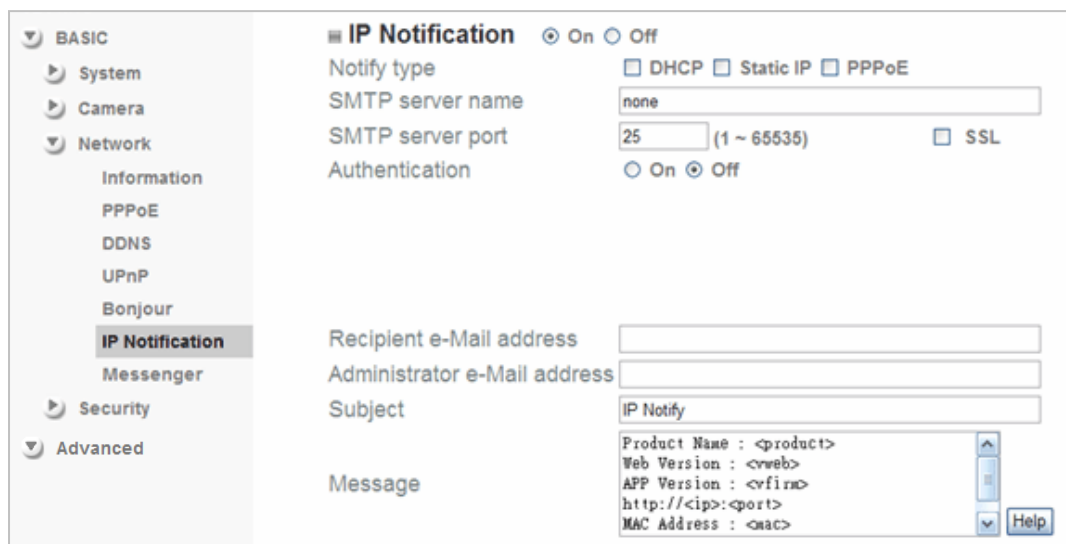 BASIC
System
Camera
Network
Information
PPPoE
DDNS
UPnP
Bonjour
IP Notification
Messenger
Security
Advanced
IP Notification On Off
Notify type DHCP Static IP PPPoE
SMTP server name none
SMTP server port 25 (1 ~ 65535) SSL
Authentication On Off
Recipient e-Mail address
Administrator e-Mail address
Subject IP Notify
Message
Product Name : <product>
Web Version : <vweb>
APP Version : <vfirm>
http://<ip>:<port>
MAC Address : <mac>
Help